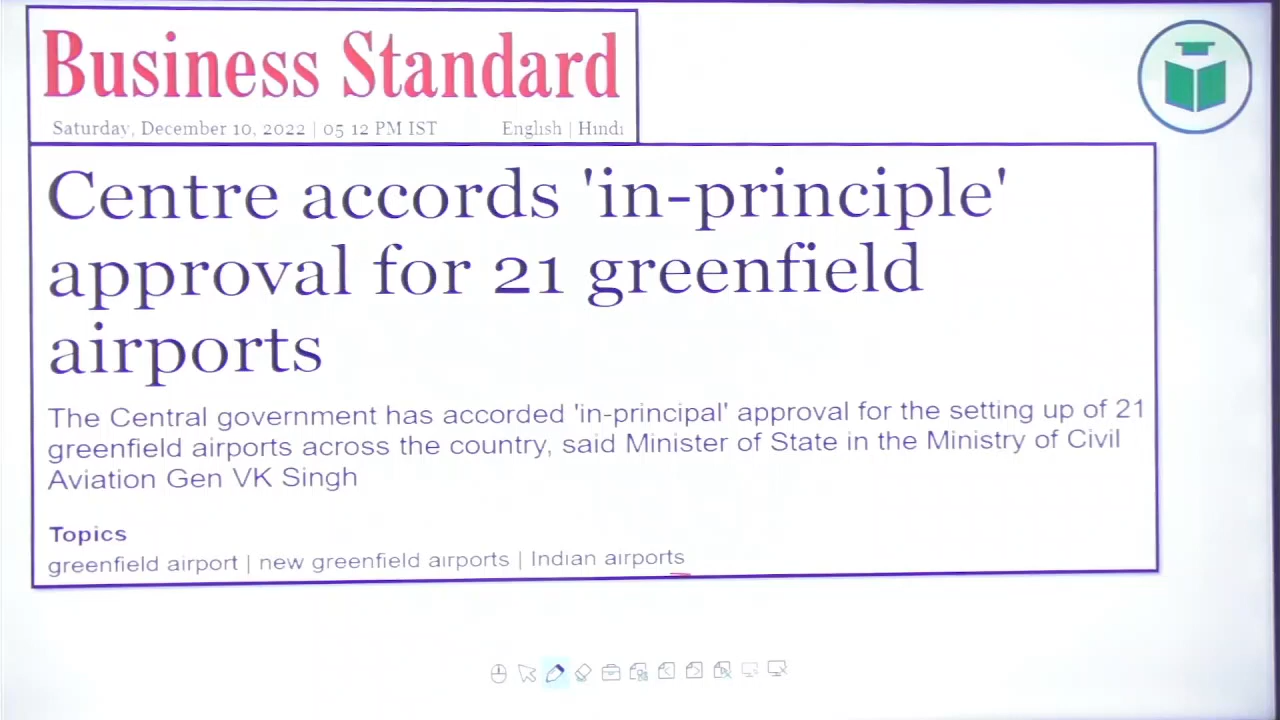 Business Standard
Saturday, December 10, 2022 | 05 12 PM IST English | Hindi
Centre accords 'in-principle'
approval for 21 greenfield
airports
The Central government has accorded 'in-principal' approval for the setting up of 21
greenfield airports across the country, said Minister of State in the Ministry of Civil
Aviation Gen VK Singh
Topics
greenfield airport | new greenfield airports | Indian airports